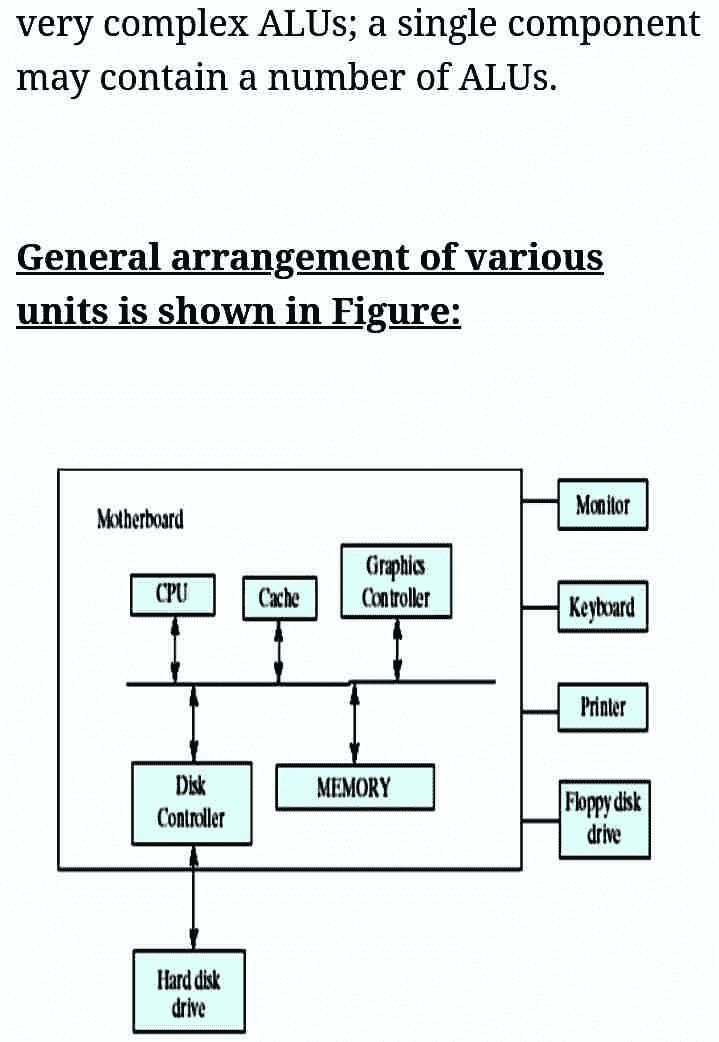 very complex ALUs; a single component
may contain a number of ALUs.
General arrangement of various
units is shown in Figure:
Motherboard
CPU
Cache
Graphics
Controller
Disk
Controller
MEMORY
Hard disk
drive
Monitor
Keyboard
Printer
Floppy disk
drive